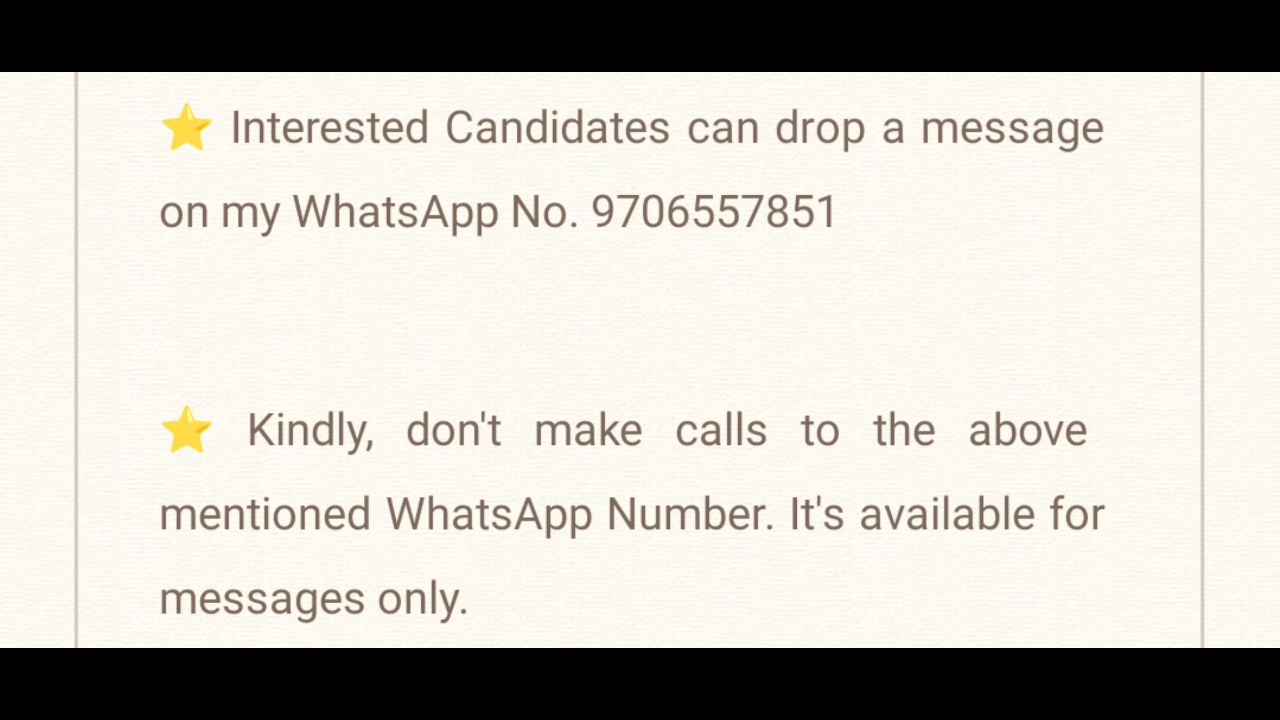 ⭐ Interested Candidates can drop a message
on my WhatsApp No. 9706557851
⭐ Kindly, don't make calls to the above
mentioned WhatsApp Number. It's available for
messages only.